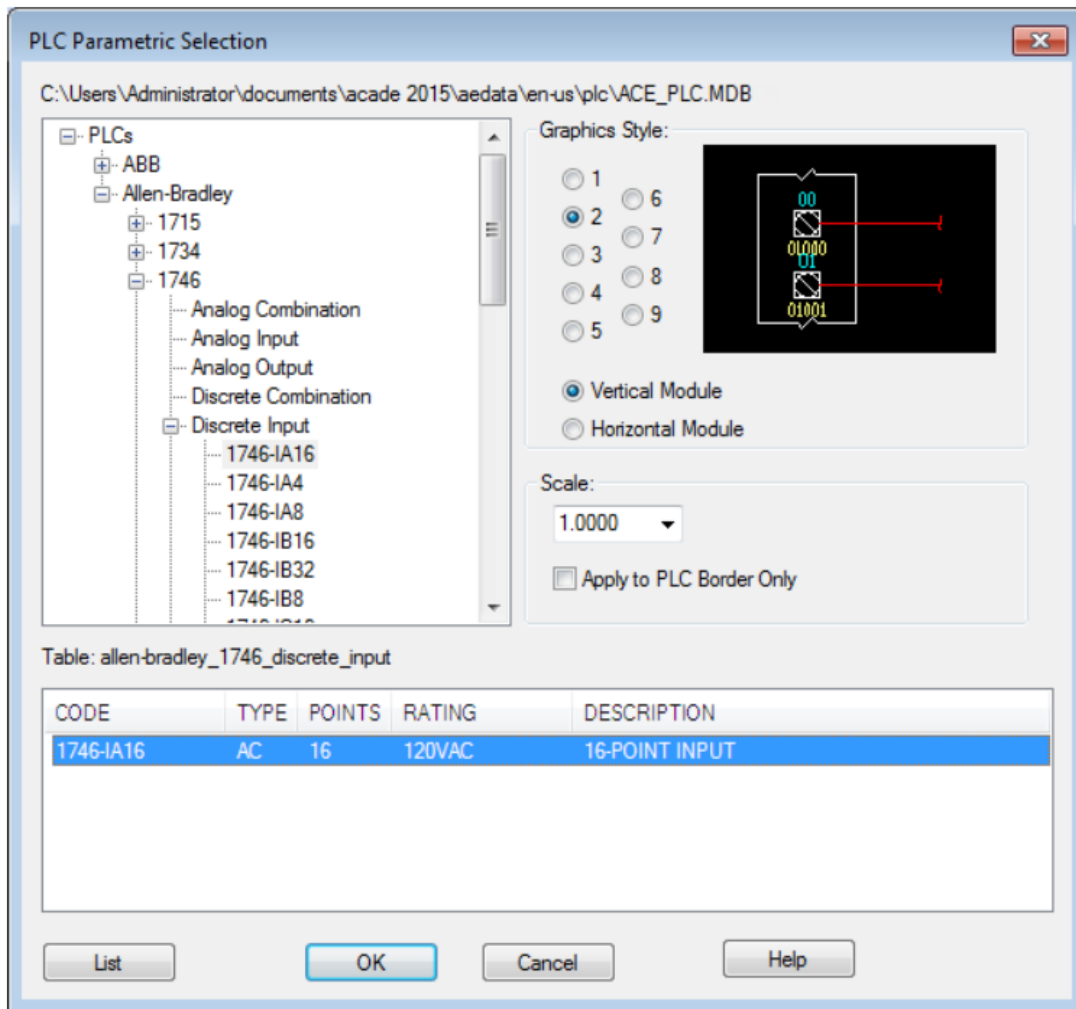 PLC Parametric Selection
C:\Users\Administrator\documents\acade 2015\aedata\en-us\plc\ACE_PLC.MDB
PLCs
ABB
Allen-Bradley
1715
1734
1746
Analog Combination
Analog Input
Analog Output
Discrete Combination
Discrete Input
1746-IA16
1746-IA4
1746-IA8
1746-IB16
1746-IB32
1746-IB8
Graphics Style:
1
2
3
4
5
6
7
8
9
00
01000
01
01001
Vertical Module
Horizontal Module
Scale:
1.0000
Apply to PLC Border Only
Table: allen-bradley_1746_discrete_input
CODE TYPE POINTS RATING DESCRIPTION
1746-IA16 AC 16 120VAC 16-POINT INPUT
List OK Cancel Help